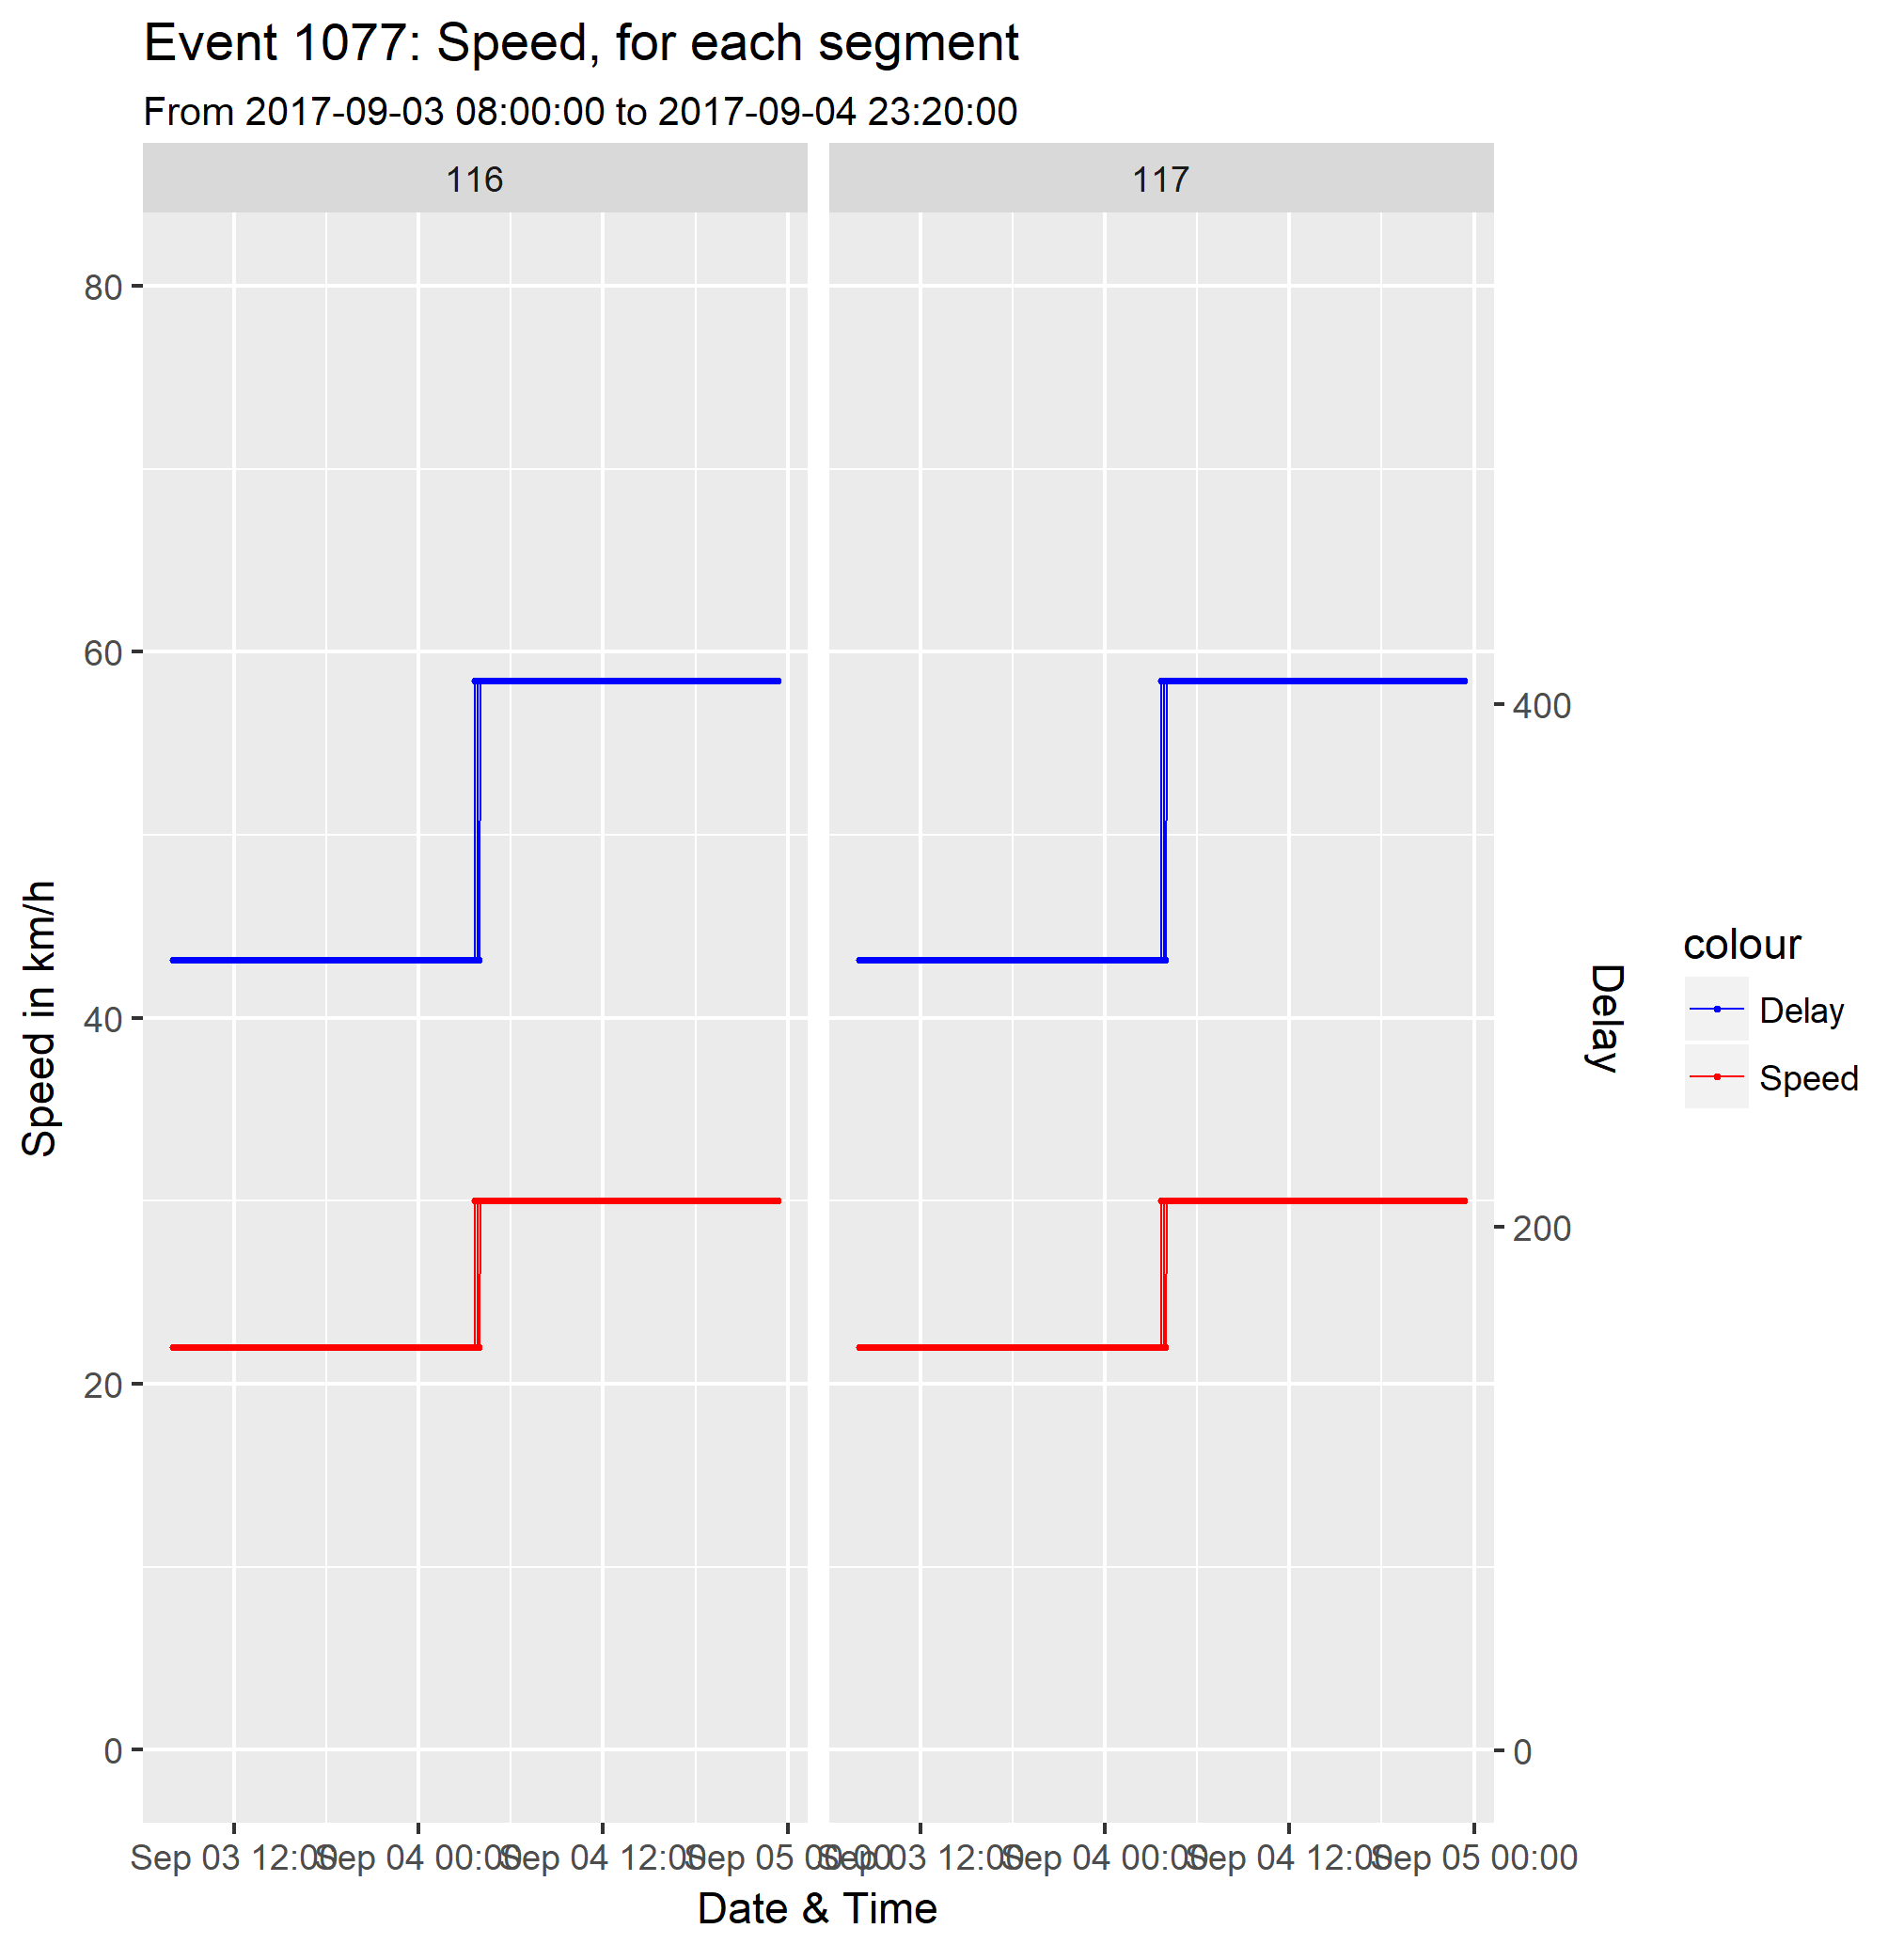 Event 1077: Speed, for each segment
From 2017-09-03 08:00:00 to 2017-09-04 23:20:00
116
117
80
60
40
20
0
Speed in km/h
400
200
0
Delay
colour
Delay
Speed
Sep 03 12:00 Sep 04 00:00 Sep 04 12:00 Sep 05 00:00 Sep 03 12:00 Sep 04 00:00 Sep 04 12:00 Sep 05 00:00
Date & Time